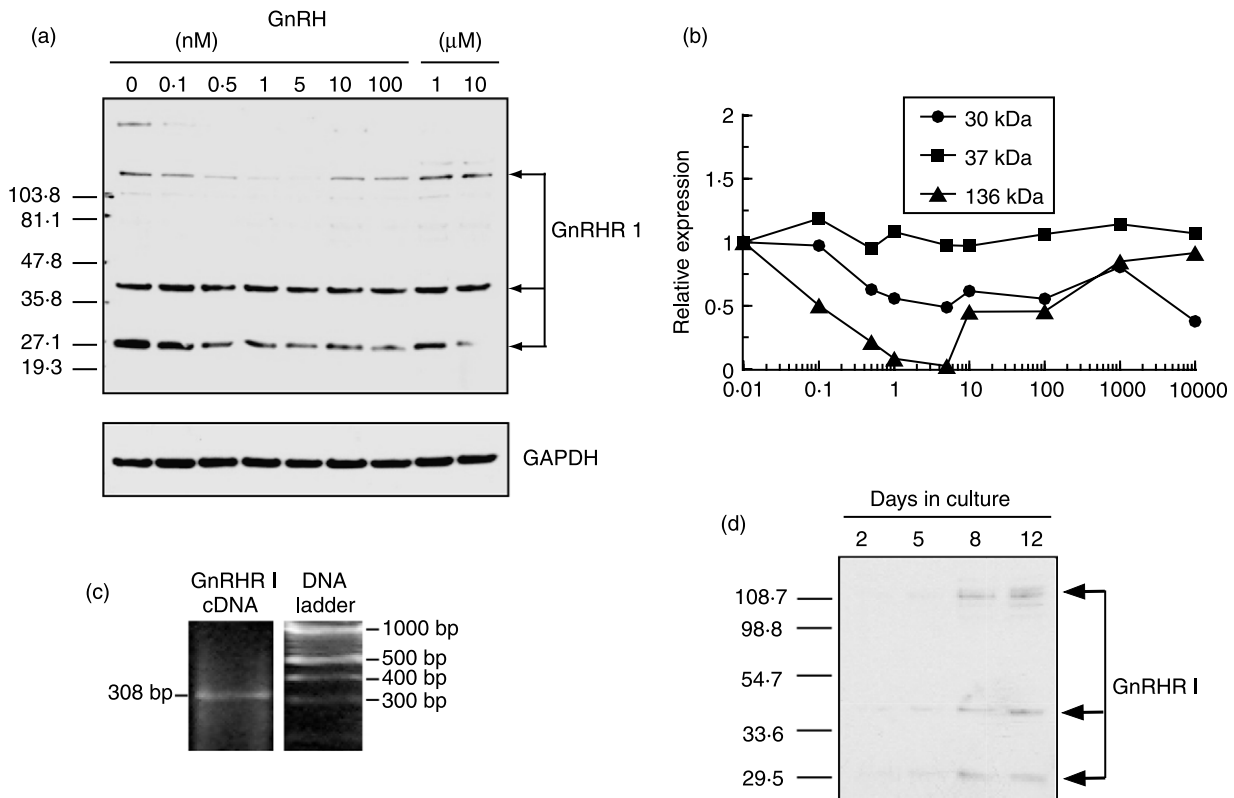 (a)
GnRH
(nM) (μM)
0 0·1 0·5 1 5 10 100 1 10
103·8
81·1
47·8
35·8
27·1
19·3
GnRHR 1
GAPDH
(b)
30 kDa
37 kDa
136 kDa
Relative expression
2
1·5
1
0·5
0
0·01 0·1 1 10 100 1000 10000
(c)
GnRHR I
cDNA
DNA
ladder
308 bp
1000 bp
500 bp
400 bp
300 bp
(d)
Days in culture
2 5 8 12
108·7
98·8
54·7
33·6
29·5
GnRHR I